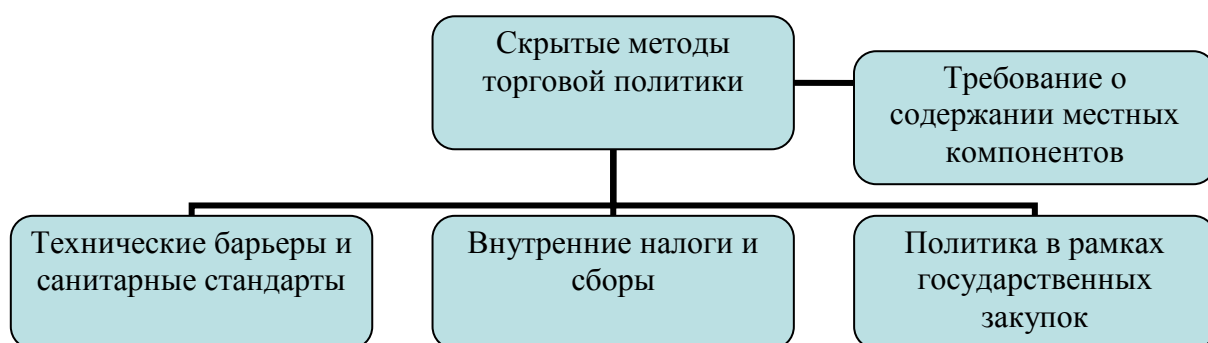 Скрытые методы
торговой политики
Требование о
содержании местных
компонентов
Технические барьеры и
санитарные стандарты
Внутренние налоги и
сборы
Политика в рамках
государственных
закупок